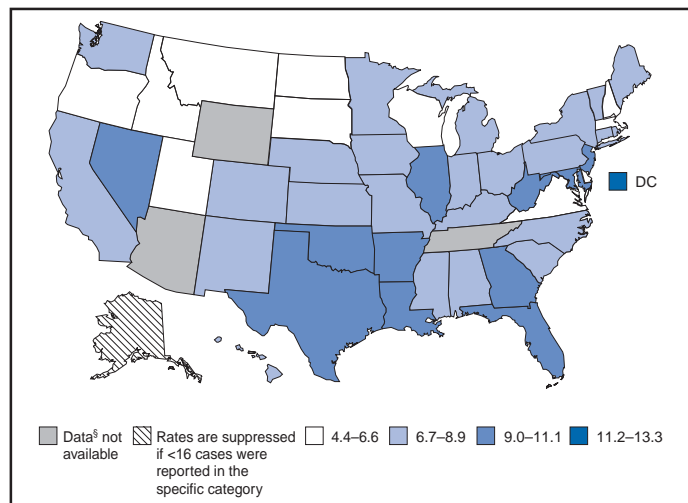 DC
Data§ not
available
Rates are suppressed
if <16 cases were
reported in the
specific category
4.4–6.6
6.7–8.9
9.0–11.1
11.2–13.3